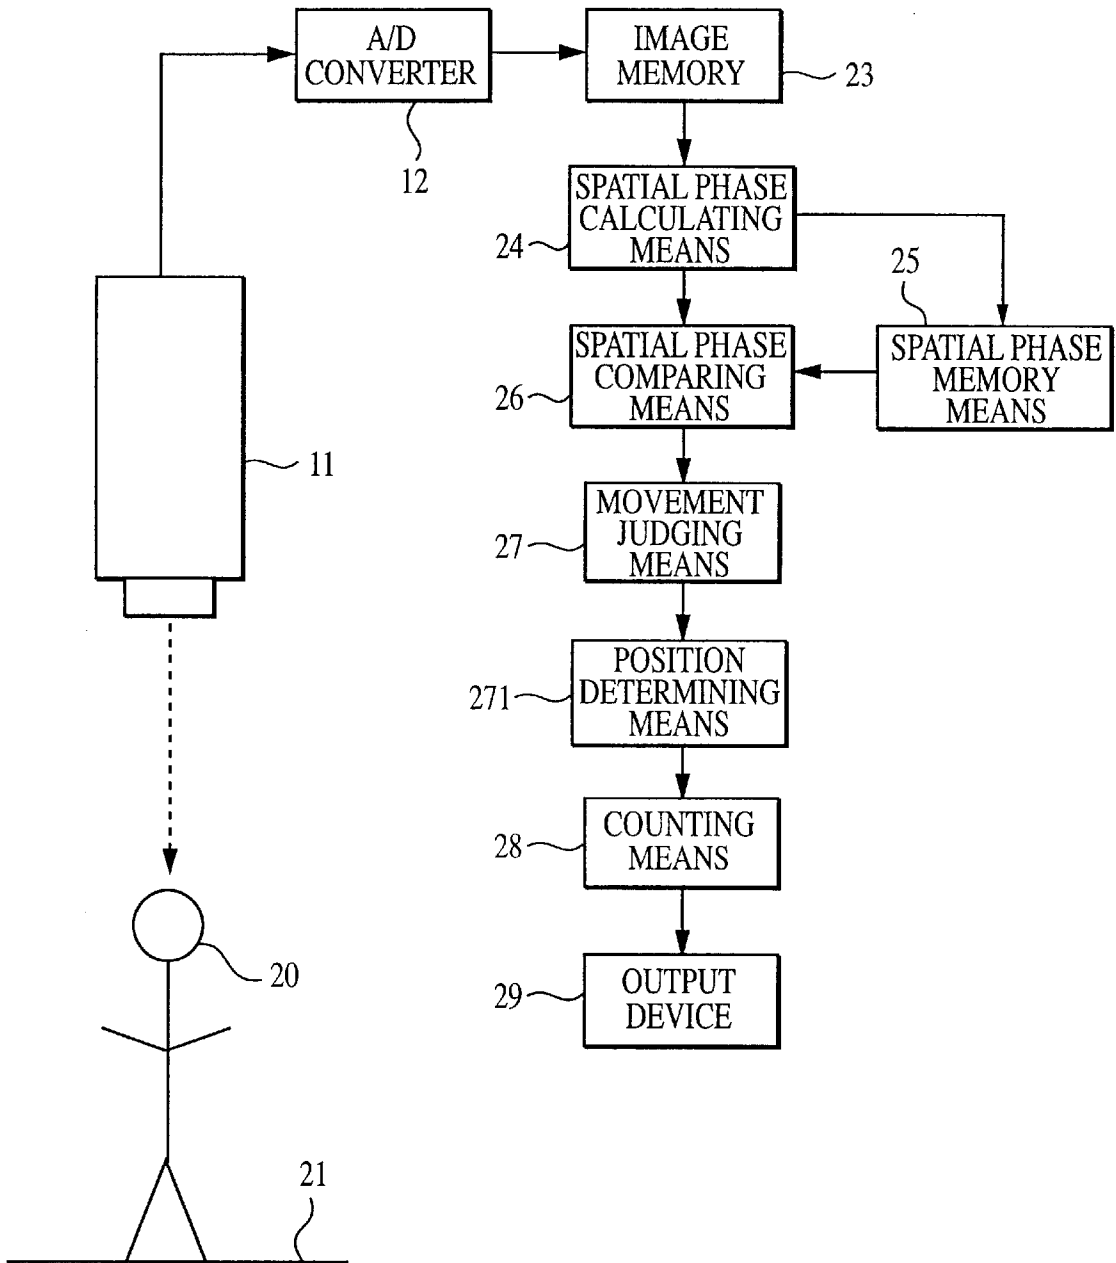 A/D
CONVERTER
12
IMAGE
MEMORY
23
SPATIAL PHASE
CALCULATING
MEANS
24
25
SPATIAL PHASE
MEMORY
MEANS
SPATIAL PHASE
COMPARING
MEANS
26
11
MOVEMENT
JUDGING
MEANS
27
POSITION
DETERMINING
MEANS
271
COUNTING
MEANS
28
20
OUTPUT
DEVICE
29
21